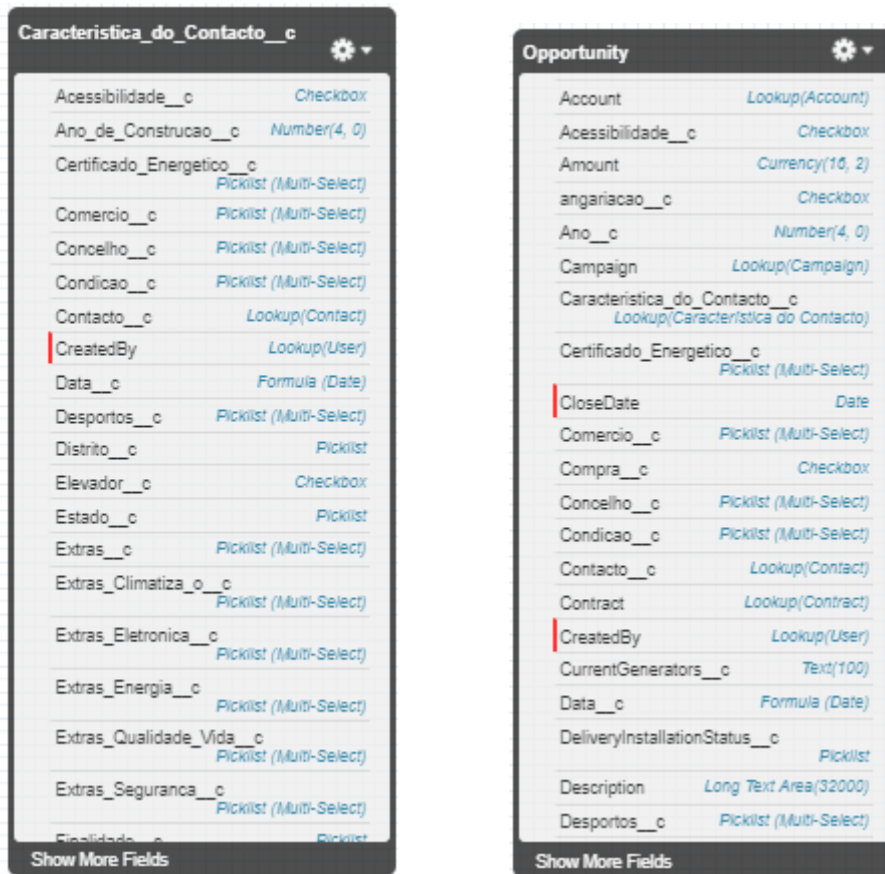 Caracteristica_do_Contacto__c
Acessibilidade__c Checkbox
Ano_de_Construcao__c Number(4, 0)
Certificado_Energetico__c
Picklist (Multi-Select)
Comercio__c Picklist (Multi-Select)
Concelho__c Picklist (Multi-Select)
Condicao__c Picklist (Multi-Select)
Contacto__c Lookup(Contact)
CreatedBy Lookup(User)
Data__c Formula (Date)
Desportos__c Picklist (Multi-Select)
Distrito__c Picklist
Elevador__c Checkbox
Estado__c Picklist
Extras__c Picklist (Multi-Select)
Extras_Climatiza_o__c
Picklist (Multi-Select)
Extras_Eletronica__c
Picklist (Multi-Select)
Extras_Energia__c
Picklist (Multi-Select)
Extras_Qualidade_Vida__c
Picklist (Multi-Select)
Extras_Seguranca__c
Picklist (Multi-Select)
Finalidade__c Picklist
Show More Fields
Opportunity
Account Lookup(Account)
Acessibilidade__c Checkbox
Amount Currency(16, 2)
angariacao__c Checkbox
Ano__c Number(4, 0)
Campaign Lookup(Campaign)
Caracteristica_do_Contacto__c
Lookup(Característica do Contacto)
Certificado_Energetico__c
Picklist (Multi-Select)
CloseDate Date
Comercio__c Picklist (Multi-Select)
Compra__c Checkbox
Concelho__c Picklist (Multi-Select)
Condicao__c Picklist (Multi-Select)
Contacto__c Lookup(Contact)
Contract Lookup(Contract)
CreatedBy Lookup(User)
CurrentGenerators__c Text(100)
Data__c Formula (Date)
DeliveryInstallationStatus__c
Picklist
Description Long Text Area(32000)
Desportos__c Picklist (Multi-Select)
Show More Fields